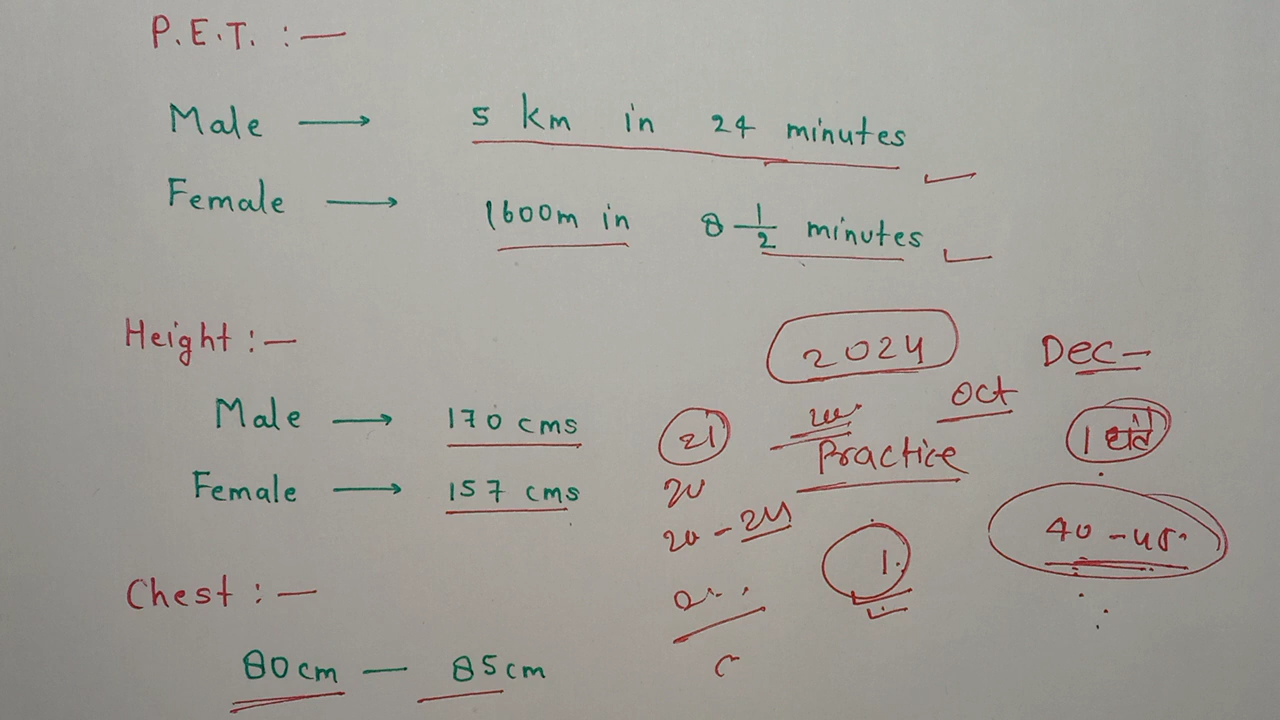 P.E.T. :—
Male → 5 km in 24 minutes
Female → 1600m in 8 1/2 minutes
Height :—
2024
Dec—
Oct
Male → 170 cms
Practice
Female → 157 cms
20 - 24
40 - 45
1.
Chest :—
80cm — 85cm